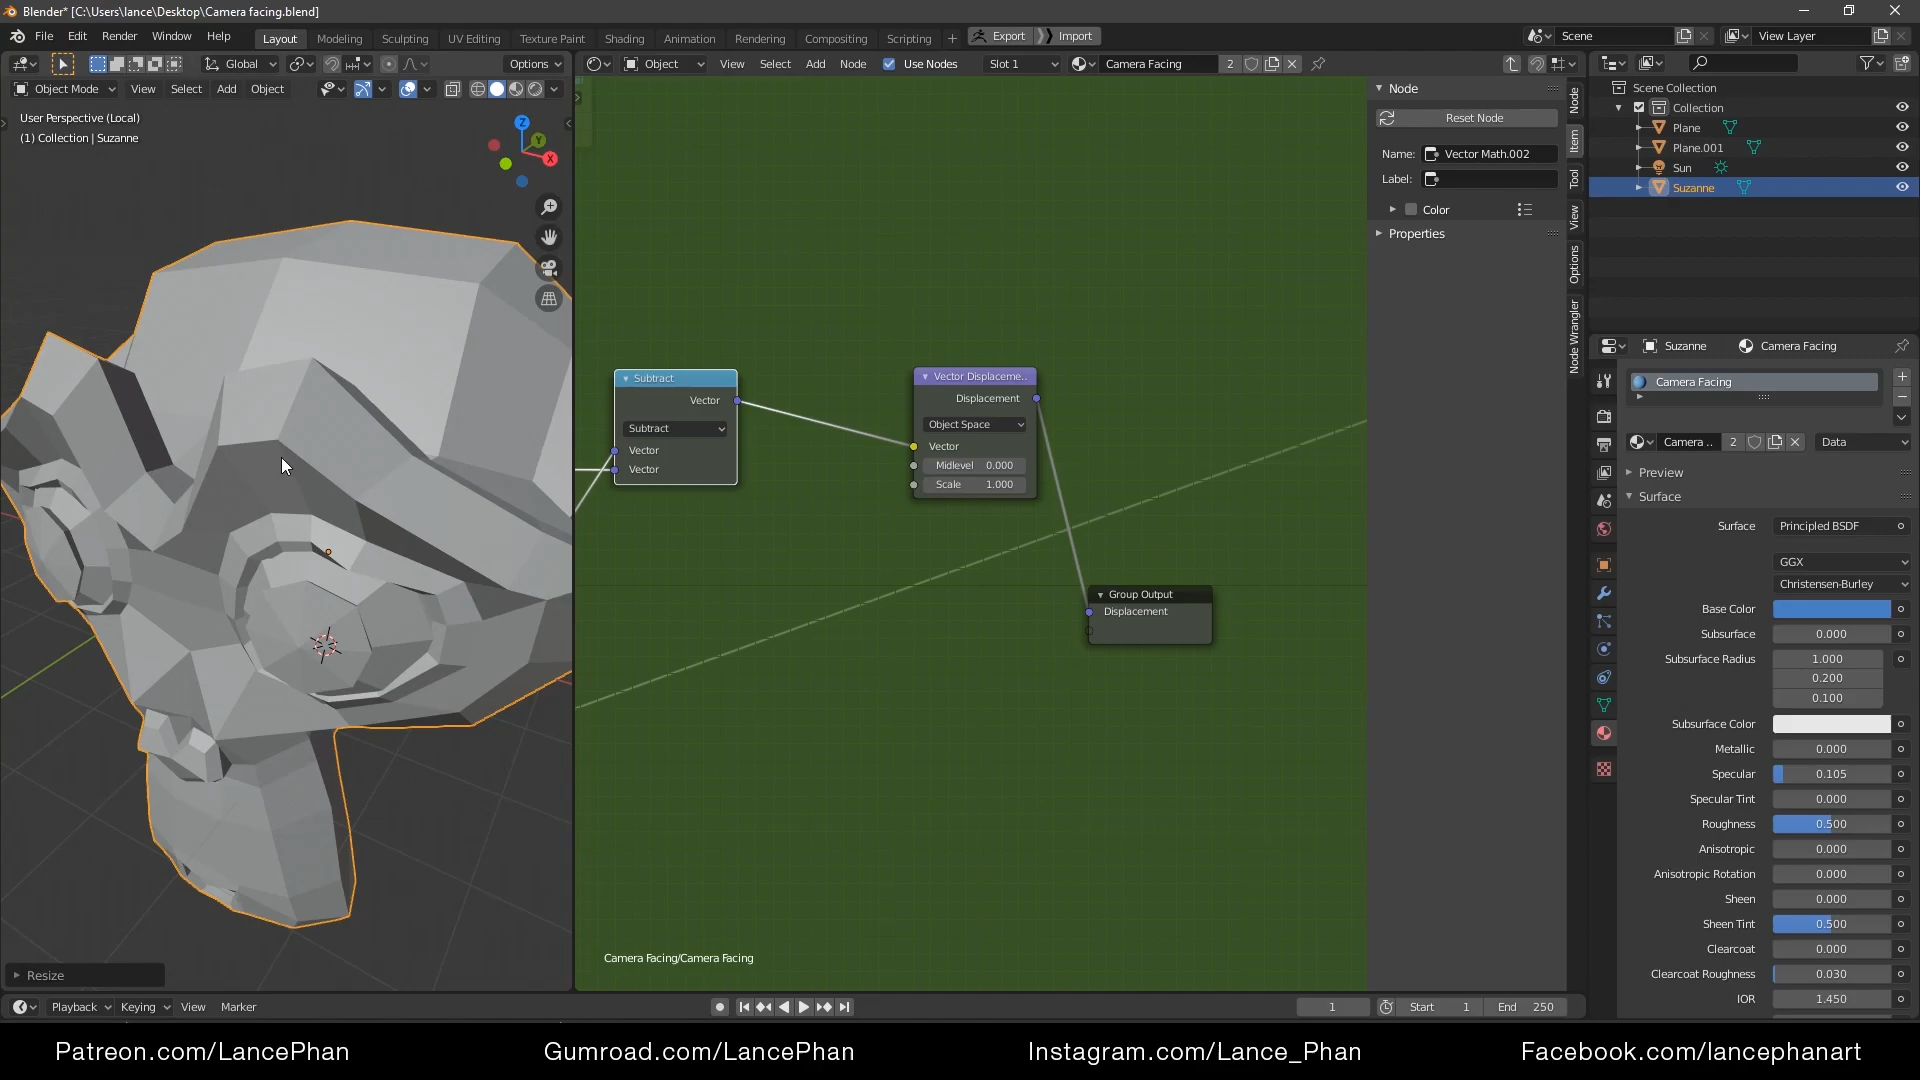 Blender* [C:\Users\lance\Desktop\Camera facing.blend]
File Edit Render Window Help
Layout Modeling Sculpting UV Editing Texture Paint Shading Animation Rendering Compositing Scripting + Export Import
Scene View Layer
Global Options
Object View Select Add Node Use Nodes Slot 1 Camera Facing 2
Object Mode View Select Add Object
User Perspective (Local)
(1) Collection | Suzanne
Z
Y
X
Subtract
Vector
Subtract
Vector
Vector
Vector Displaceme..
Displacement
Object Space
Vector
Midlevel 0.000
Scale 1.000
Group Output
Displacement
Camera Facing/Camera Facing
Resize
Node
Reset Node
Name: Vector Math.002
Label:
Color
Properties
Node
Item
Tool
View
Options
Node Wrangler
Scene Collection
Collection
Plane
Plane.001
Sun
Suzanne
Suzanne Camera Facing
Camera Facing
Camera .. 2 Data
Preview
Surface
Surface Principled BSDF
GGX
Christensen-Burley
Base Color
Subsurface 0.000
Subsurface Radius 1.000
0.200
0.100
Subsurface Color
Metallic 0.000
Specular 0.105
Specular Tint 0.000
Roughness 0.500
Anisotropic 0.000
Anisotropic Rotation 0.000
Sheen 0.000
Sheen Tint 0.500
Clearcoat 0.000
Clearcoat Roughness 0.030
IOR 1.450
Playback Keying View Marker
1 Start 1 End 250
Patreon.com/LancePhan Gumroad.com/LancePhan Instagram.com/Lance_Phan Facebook.com/lancephanart